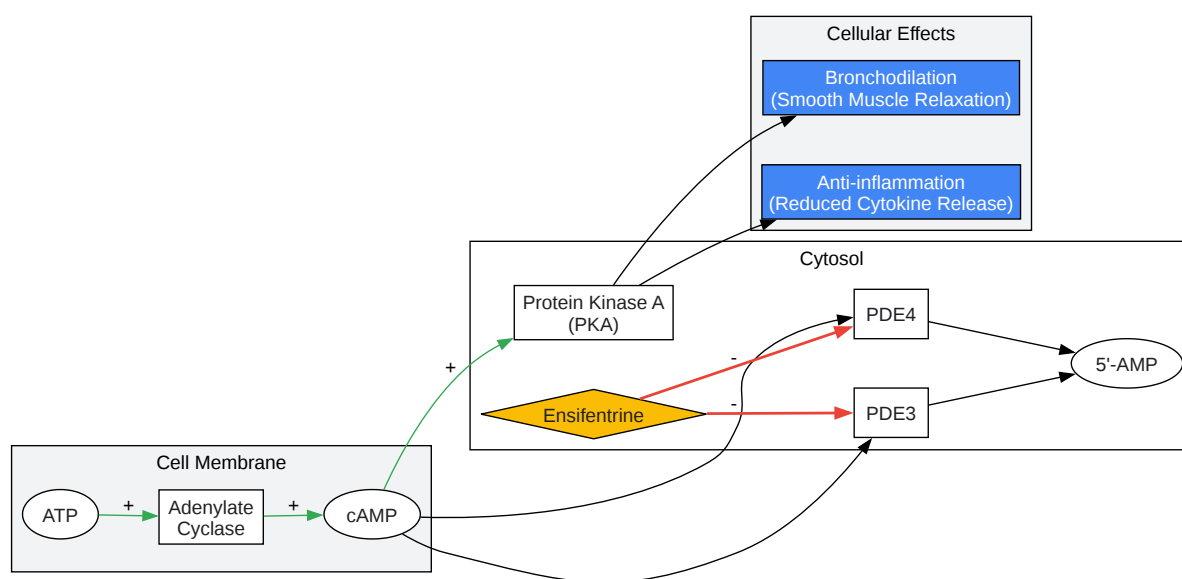 Cellular Effects
Bronchodilation
(Smooth Muscle Relaxation)
Anti-inflammation
(Reduced Cytokine Release)
Cytosol
Protein Kinase A
(PKA)
PDE4
+
-
5'-AMP
Ensifentrine
-
PDE3
Cell Membrane
ATP
+
Adenylate
Cyclase
+
cAMP